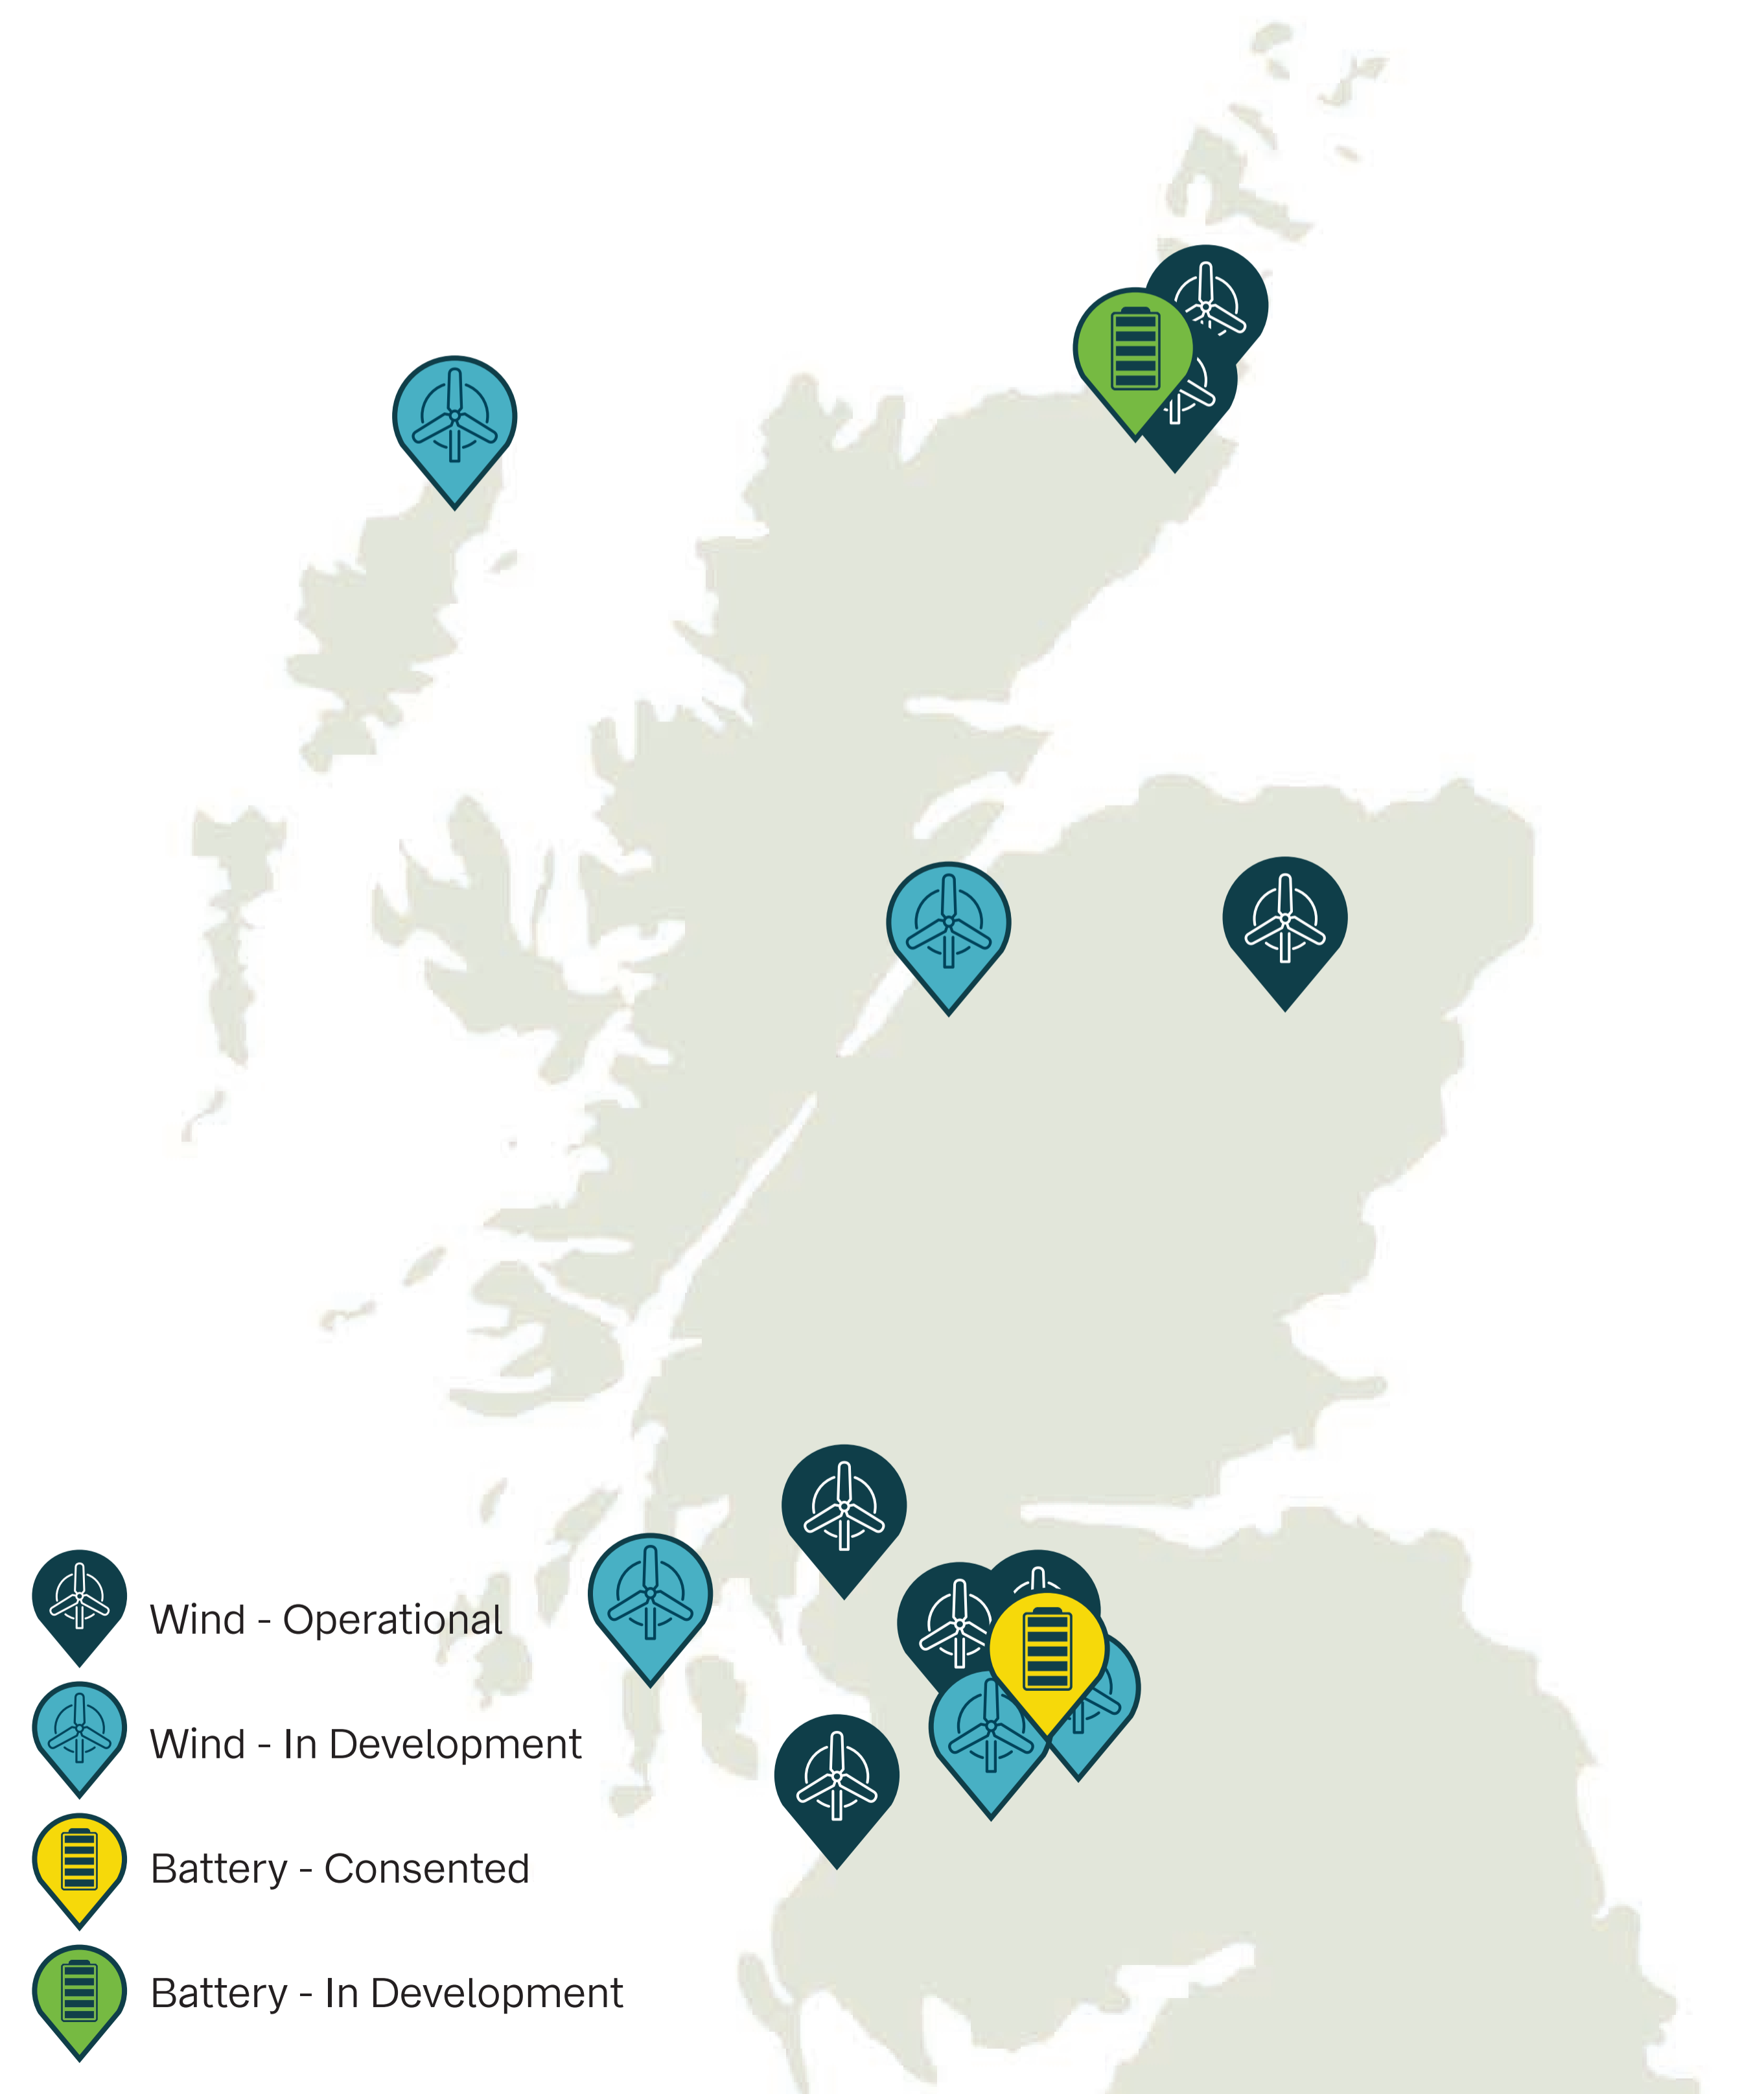 Wind - Operational
Wind - In Development
Battery - Consented
Battery - In Development